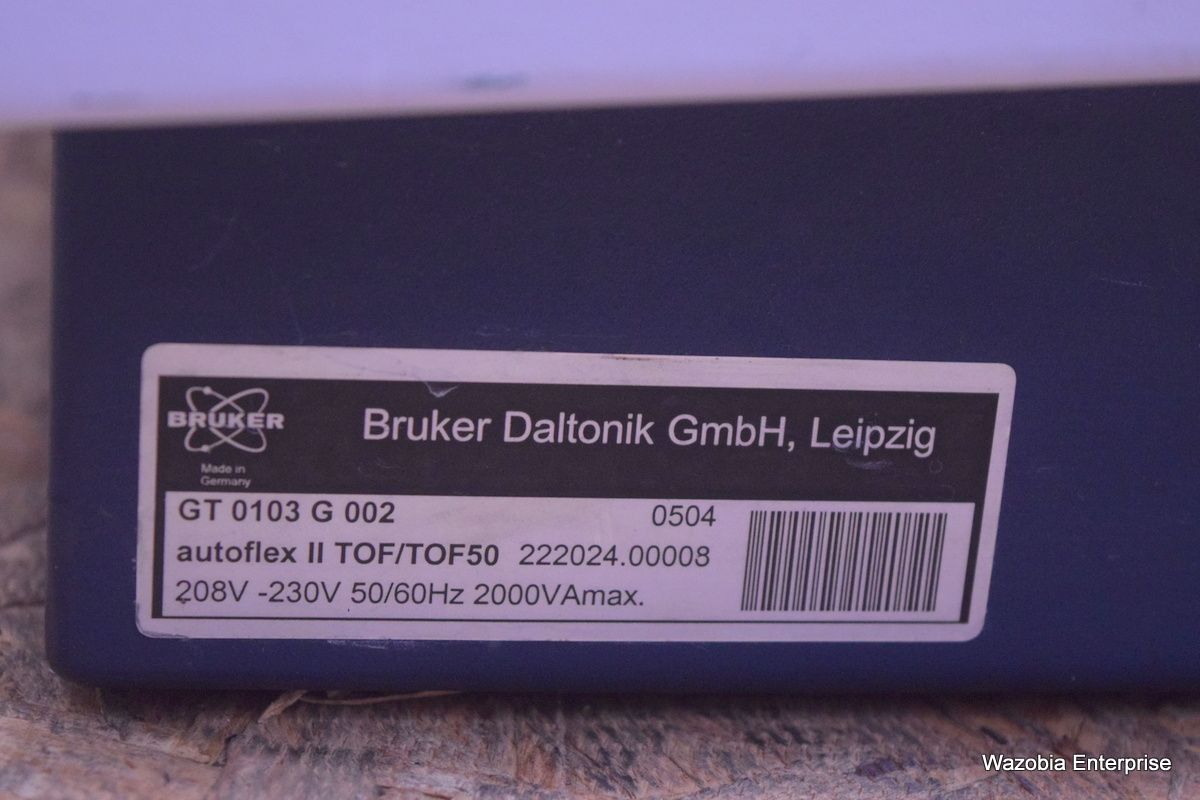 BRUKER
Made in
Germany
Bruker Daltonik GmbH, Leipzig
GT 0103 G 002 0504
autoflex II TOF/TOF50 222024.00008
208V -230V 50/60Hz 2000VAmax.
Wazobia Enterprise